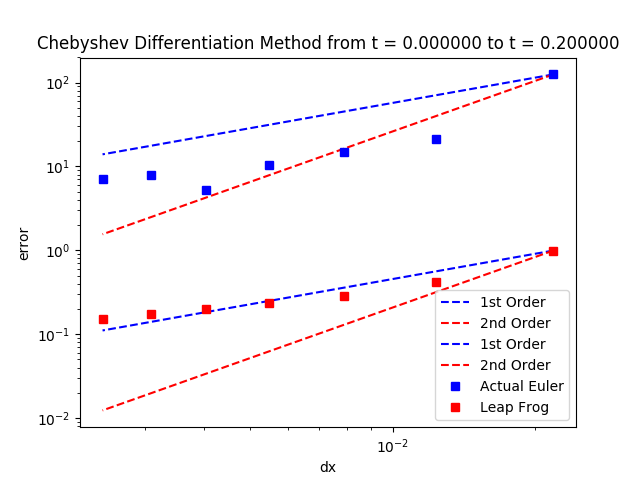 Chebyshev Differentiation Method from t = 0.000000 to t = 0.200000
error
10²
10¹
10⁰
10⁻¹
10⁻²
1st Order
2nd Order
1st Order
2nd Order
Actual Euler
Leap Frog
10⁻²
dx